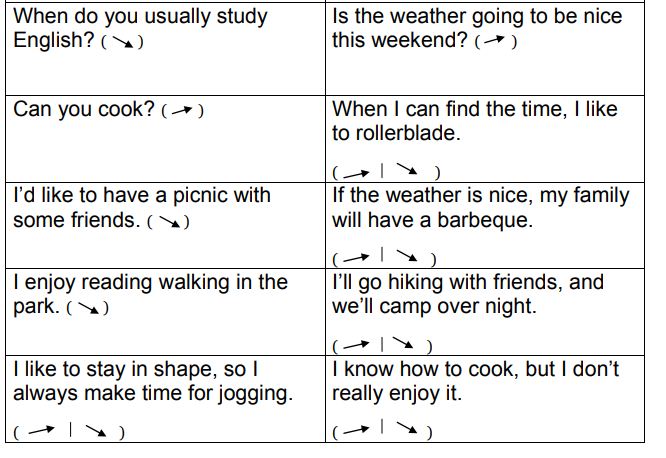 When do you usually study
English? (↘)
Is the weather going to be nice
this weekend? (→)
Can you cook? (→)
When I can find the time, I like
to rollerblade.
(→ | ↘)
I'd like to have a picnic with
some friends. (↘)
If the weather is nice, my family
will have a barbeque.
(→ | ↘)
I enjoy reading walking in the
park. (↘)
I'll go hiking with friends, and
we'll camp over night.
(→ | ↘)
I like to stay in shape, so I
always make time for jogging.
(→ | ↘)
I know how to cook, but I don't
really enjoy it.
(→ | ↘)